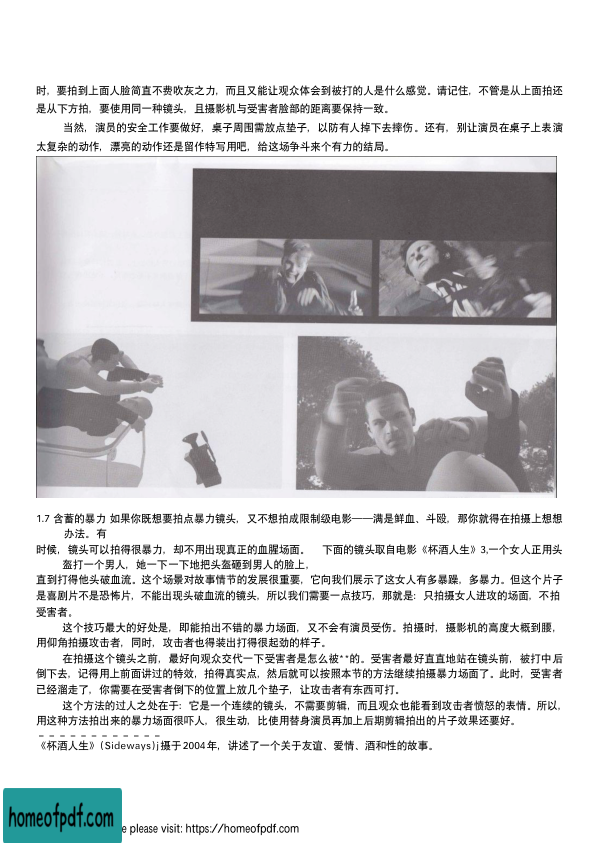 时，要拍到上面人脸简直不费吹灰之力，而且又能让观众体会到被打的人是什么感觉。请记住，不管是从上面拍还
是从下方拍，要使用同一种镜头，且摄影机与受害者脸部的距离要保持一致。
当然，演员的安全工作要做好，桌子周围需放点垫子，以防有人掉下去摔伤。还有，别让演员在桌子上表演
太复杂的动作，漂亮的动作还是留作特写用吧，给这场争斗来个有力的结局。
1.7 含蓄的暴力 如果你既想要拍点暴力镜头，又不想拍成限制级电影——满是鲜血、斗殴，那你就得在拍摄上想想
办法。有
时候，镜头可以拍得很暴力，却不用出现真正的血腥场面。 下面的镜头取自电影《杯酒人生》3,一个女人正用头
盔打一个男人，她一下一下地把头盔砸到男人的脸上，
直到打得他头破血流。这个场景对故事情节的发展很重要，它向我们展示了这女人有多暴躁，多暴力。但这个片子
是喜剧片不是恐怖片，不能出现头破血流的镜头，所以我们需要一点技巧，那就是：只拍摄女人进攻的场面，不拍
受害者。
这个技巧最大的好处是，即能拍出不错的暴力场面，又不会有演员受伤。拍摄时，摄影机的高度大概到腰，
用仰角拍摄攻击者，同时，攻击者也得装出打得很起劲的样子。
在拍摄这个镜头之前，最好向观众交代一下受害者是怎么被**的。受害者最好直直地站在镜头前，被打中后
倒下去，记得用上前面讲过的特效，拍得真实点，然后就可以按照本节的方法继续拍摄暴力场面了。此时，受害者
已经溜走了，你需要在受害者倒下的位置上放几个垫子，让攻击者有东西可打。
这个方法的过人之处在于：它是一个连续的镜头，不需要剪辑，而且观众也能看到攻击者愤怒的表情。所以，
用这种方法拍出来的暴力场面很吓人，很生动，比使用替身演员再加上后期剪辑出的片子效果还要好。
《杯酒人生》(Sideways)j摄于2004年，讲述了一个关于友谊、爱情、酒和性的故事。
homeofpdf.com
e please visit: https://homeofpdf.com